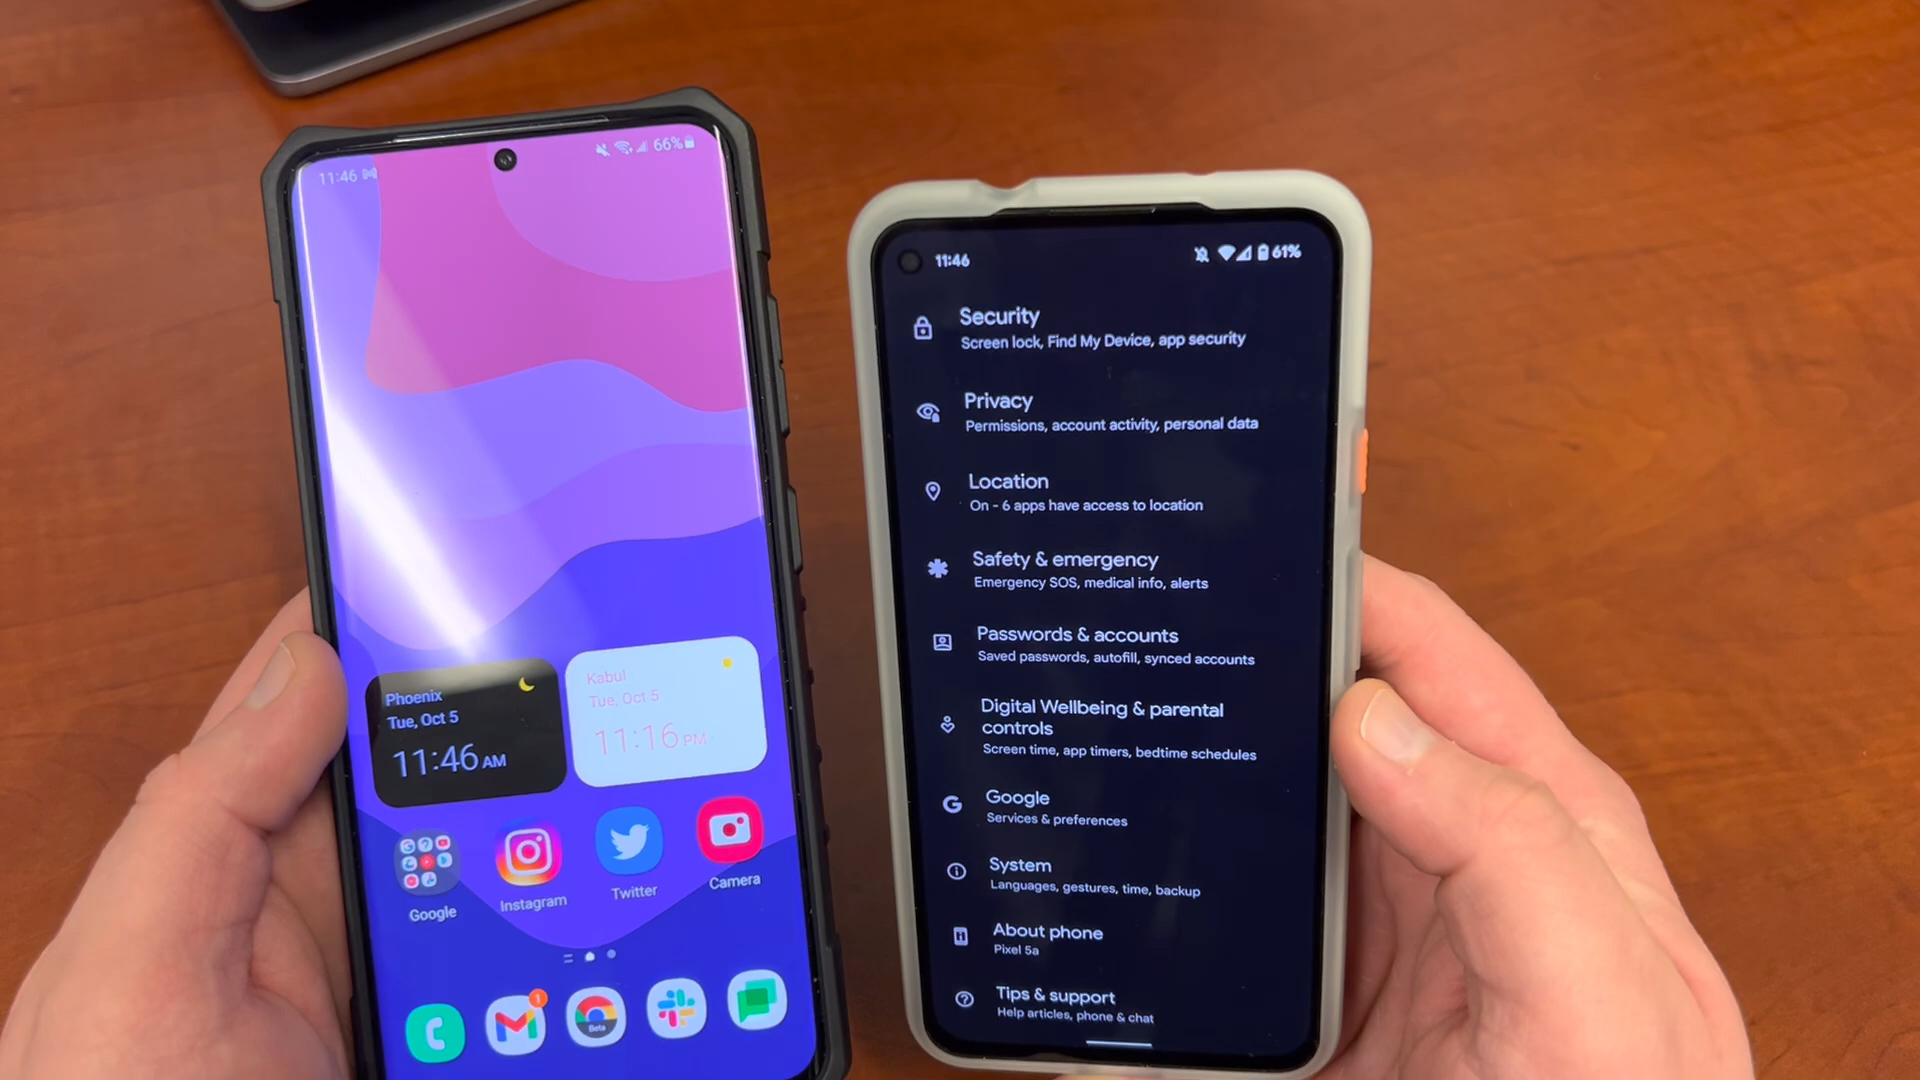 11:46
66%
Phoenix
Tue, Oct 5
11:46 AM
Kabul
Tue, Oct 5
11:16 PM
Google
Instagram
Twitter
Camera
1
Beta
11:46
61%
Security
Screen lock, Find My Device, app security
Privacy
Permissions, account activity, personal data
Location
On - 6 apps have access to location
Safety & emergency
Emergency SOS, medical info, alerts
Passwords & accounts
Saved passwords, autofill, synced accounts
Digital Wellbeing & parental
controls
Screen time, app timers, bedtime schedules
Google
Services & preferences
System
Languages, gestures, time, backup
About phone
Pixel 5a
Tips & support
Help articles, phone & chat